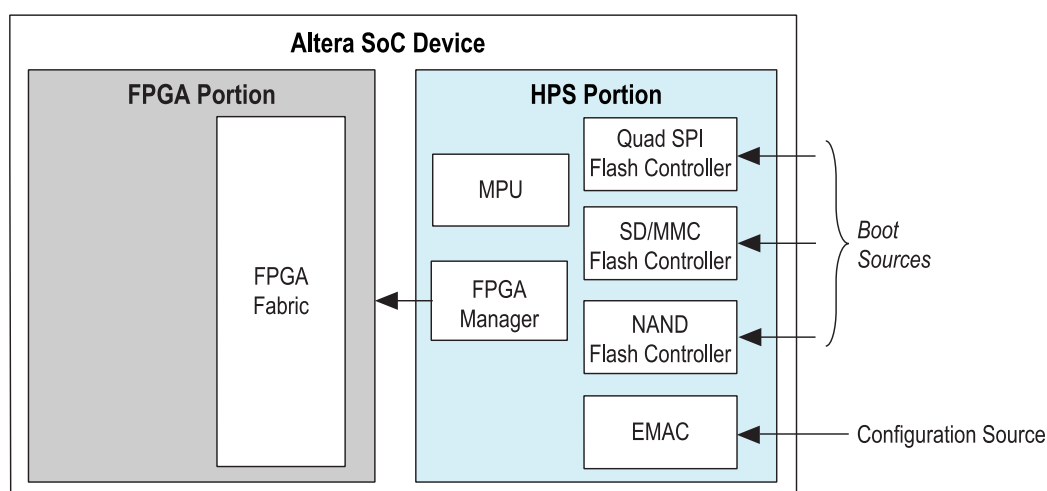 Altera SoC Device
FPGA Portion
HPS Portion
FPGA
Fabric
MPU
FPGA
Manager
Quad SPI
Flash Controller
SD/MMC
Flash Controller
NAND
Flash Controller
EMAC
Boot
Sources
Configuration Source